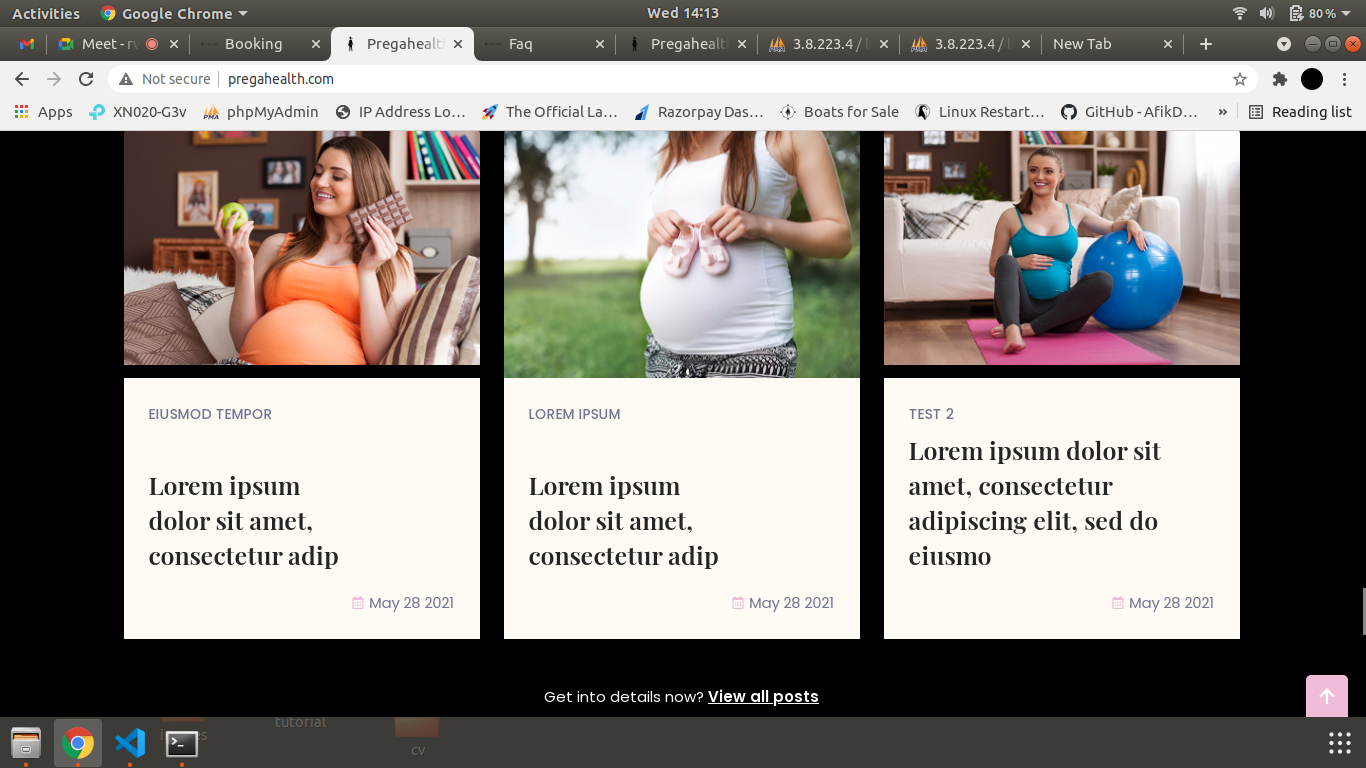 Activities Google Chrome Wed 14:13 80%
Meet - rv Booking Pregahealth Faq Pregahealth 3.8.223.4 / l 3.8.223.4 / l New Tab
Not secure pregahealth.com
Apps XN020-G3v phpMyAdmin IP Address Lo… The Official La… Razorpay Das… Boats for Sale Linux Restart… GitHub - AfikD… » Reading list
EIUSMOD TEMPOR
Lorem ipsum
dolor sit amet,
consectetur adip
May 28 2021
LOREM IPSUM
Lorem ipsum
dolor sit amet,
consectetur adip
May 28 2021
TEST 2
Lorem ipsum dolor sit
amet, consectetur
adipiscing elit, sed do
eiusmo
May 28 2021
Get into details now? View all posts
tutorial
cv